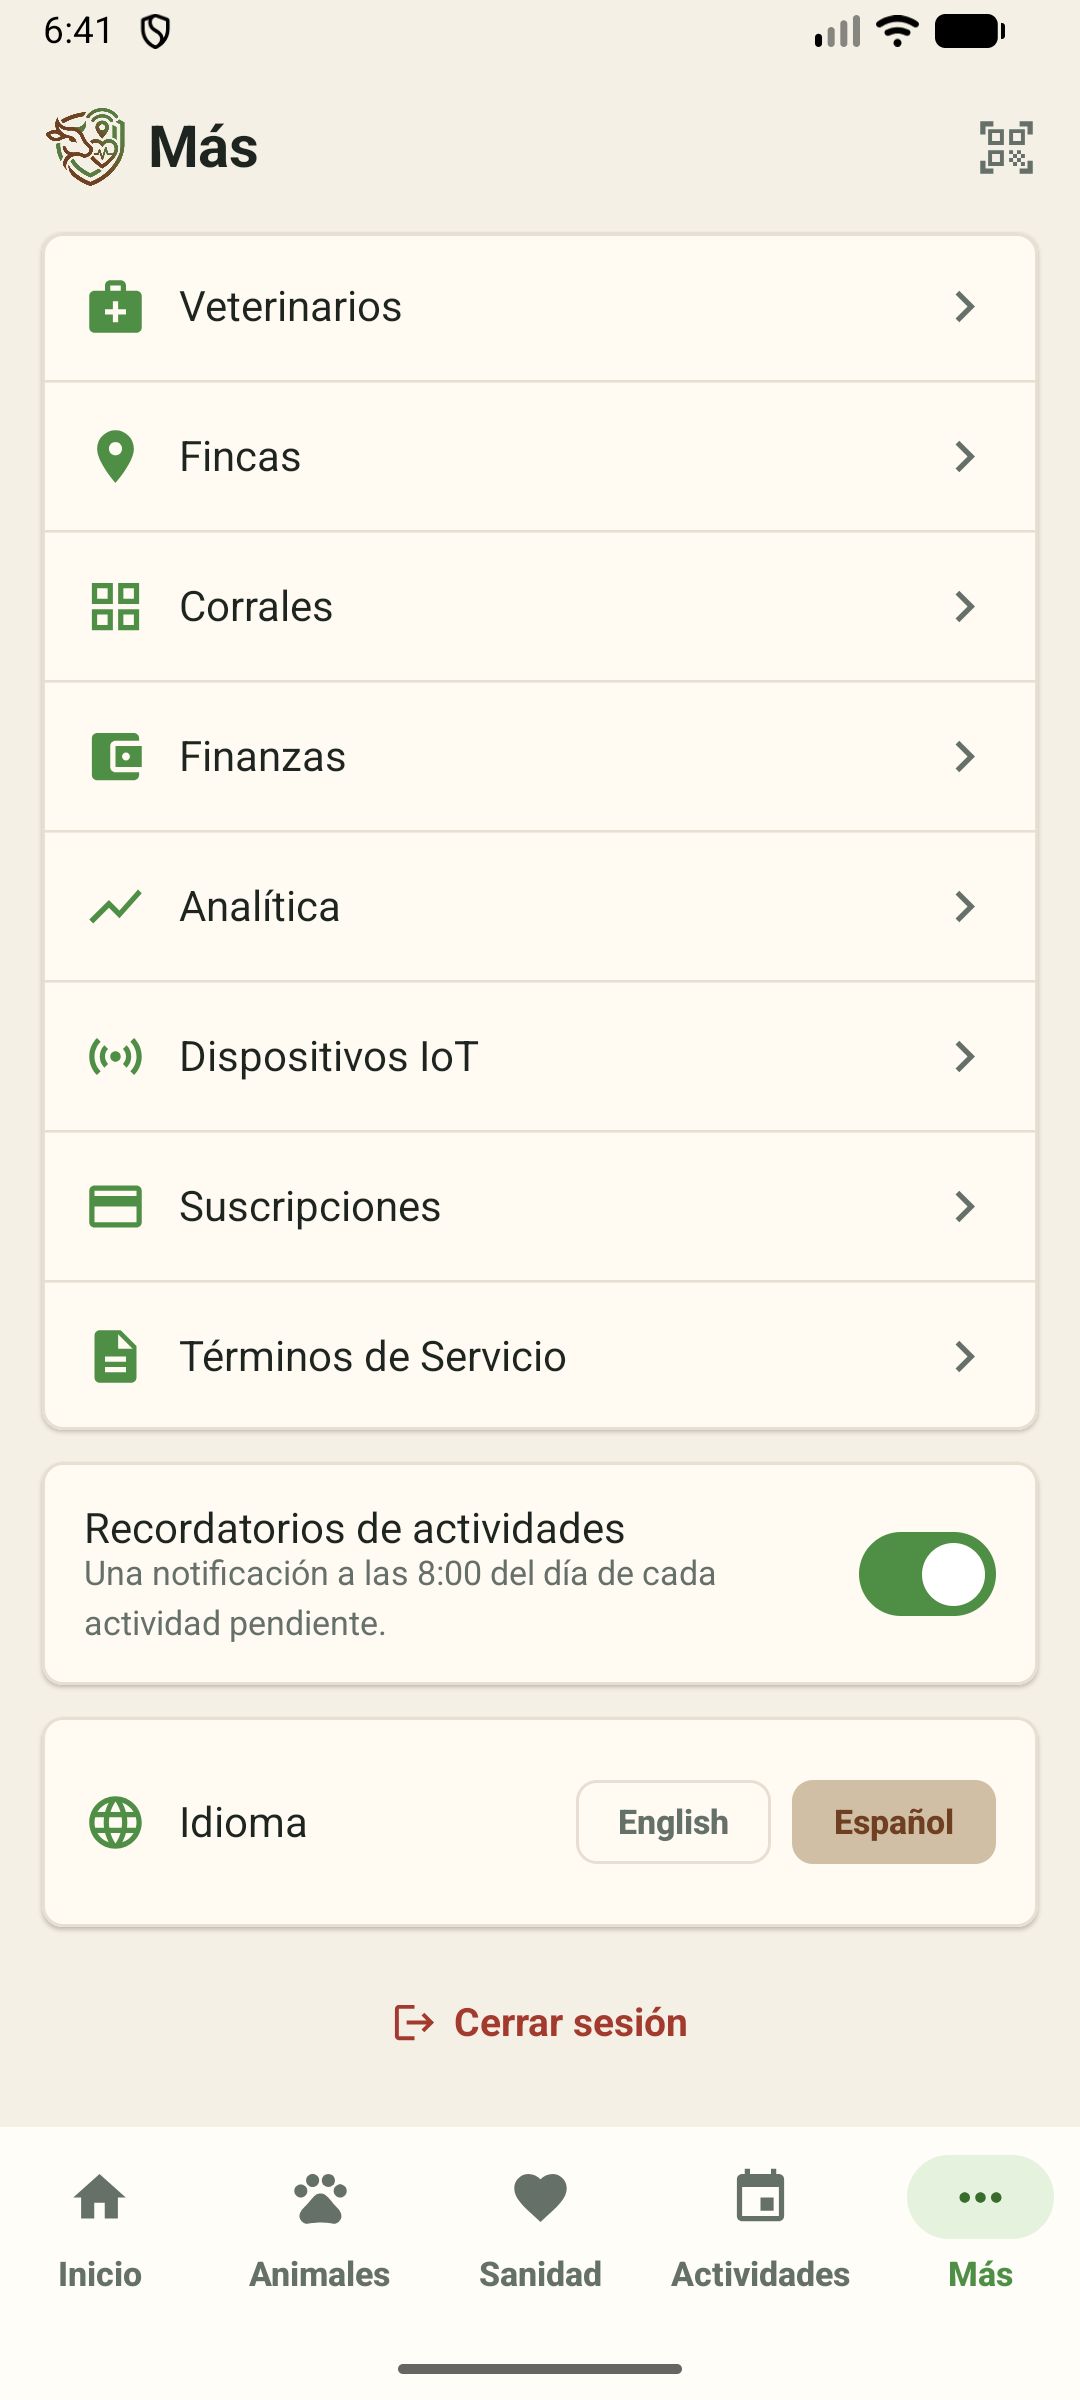 6:41
Más
Veterinarios
Fincas
Corrales
Finanzas
Analítica
Dispositivos IoT
Suscripciones
Términos de Servicio
Recordatorios de actividades
Una notificación a las 8:00 del día de cada
actividad pendiente.
Idioma
English
Español
Cerrar sesión
Inicio
Animales
Sanidad
Actividades
Más